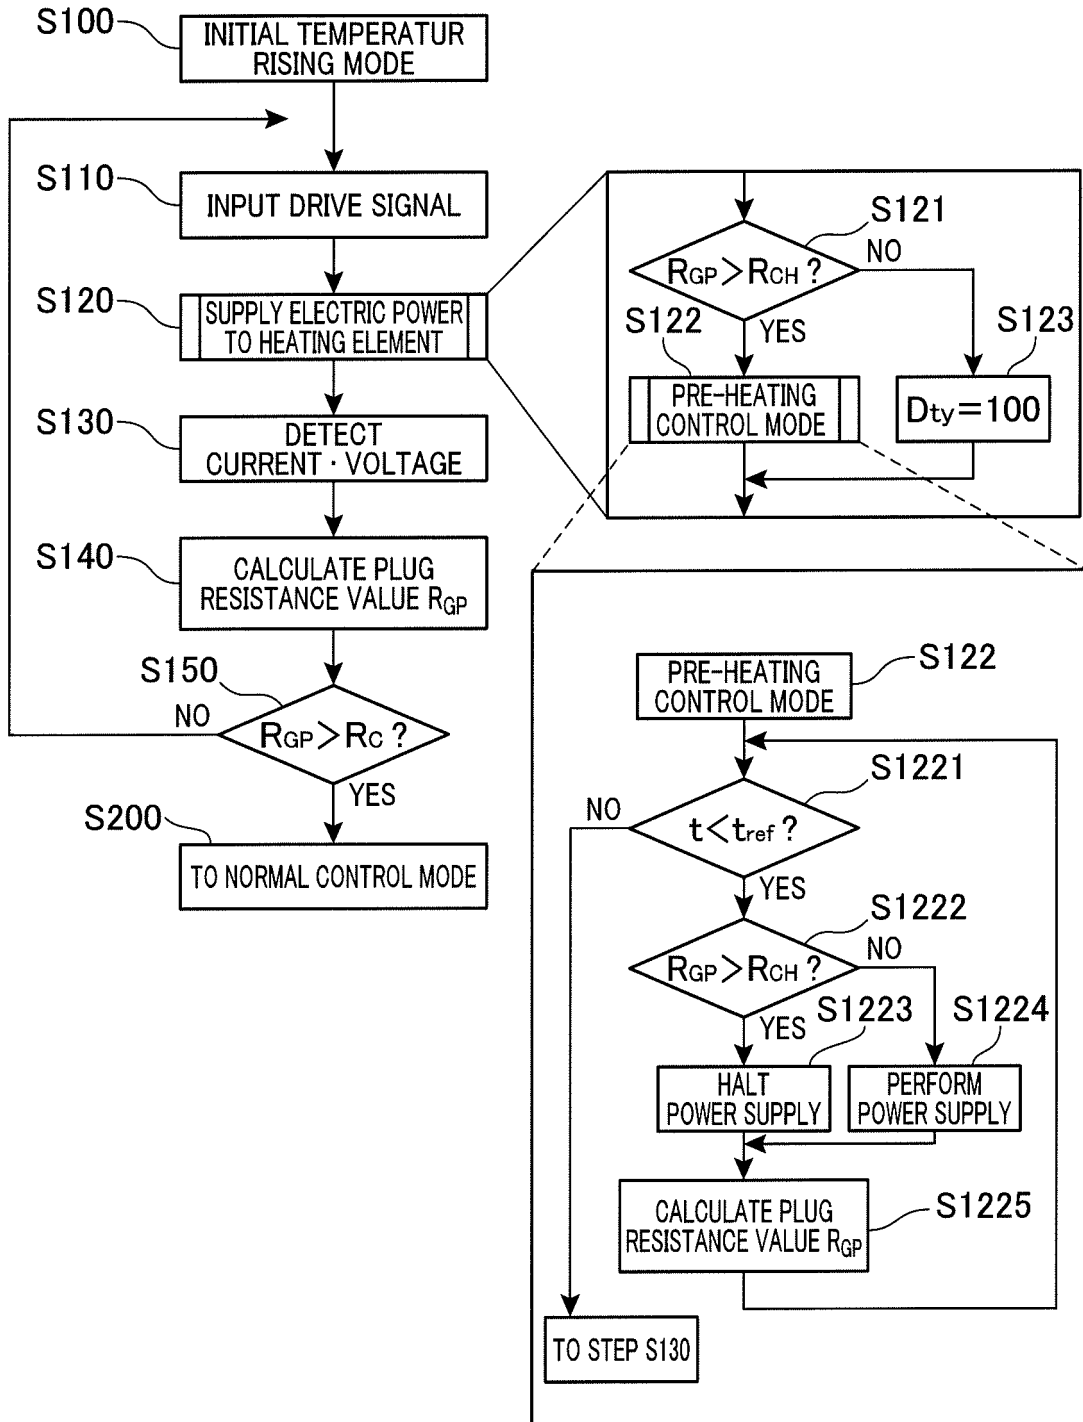 S100
INITIAL TEMPERATUR
RISING MODE
S110
INPUT DRIVE SIGNAL
S120
SUPPLY ELECTRIC POWER
TO HEATING ELEMENT
S130
DETECT
CURRENT · VOLTAGE
S140
CALCULATE PLUG
RESISTANCE VALUE RGP
S150
RGP > RC ?
NO
YES
S200
TO NORMAL CONTROL MODE
S121
RGP > RCH ?
NO
YES
S122
PRE-HEATING
CONTROL MODE
S123
Dty=100
S122
PRE-HEATING
CONTROL MODE
S1221
t<tref ?
NO
YES
S1222
RGP > RCH ?
NO
YES
S1223
HALT
POWER SUPPLY
S1224
PERFORM
POWER SUPPLY
S1225
CALCULATE PLUG
RESISTANCE VALUE RGP
TO STEP S130